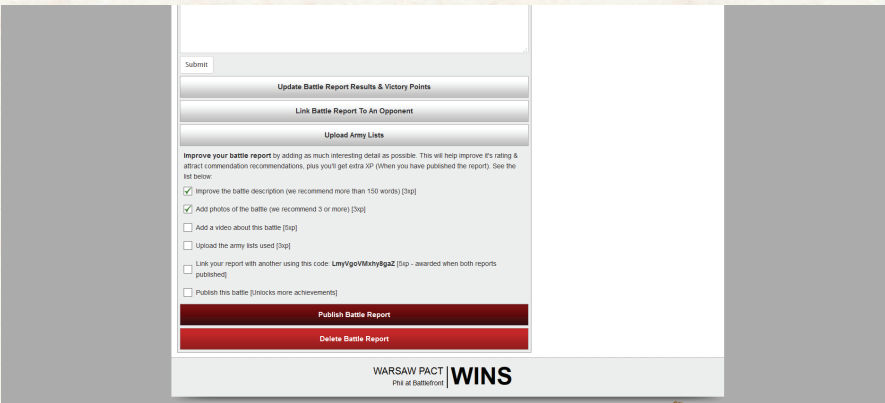 Submit
Update Battle Report Results & Victory Points
Link Battle Report To An Opponent
Upload Army Lists
Improve your battle report by adding as much interesting detail as possible. This will help improve it's rating &
attract commendation recommendations, plus you'll get extra XP (When you have published the report). See the
list below:
Improve the battle description (we recommend more than 150 words) [3xp]
Add photos of the battle (we recommend 3 or more) [3xp]
Add a video about this battle [5xp]
Upload the army lists used [3xp]
Link your report with another using this code: LmyVgoVMxhy8gaZ [5xp - awarded when both reports
published]
Publish this battle [Unlocks more achievements]
Publish Battle Report
Delete Battle Report
WARSAW PACT
Phil at Battlefront
WINS